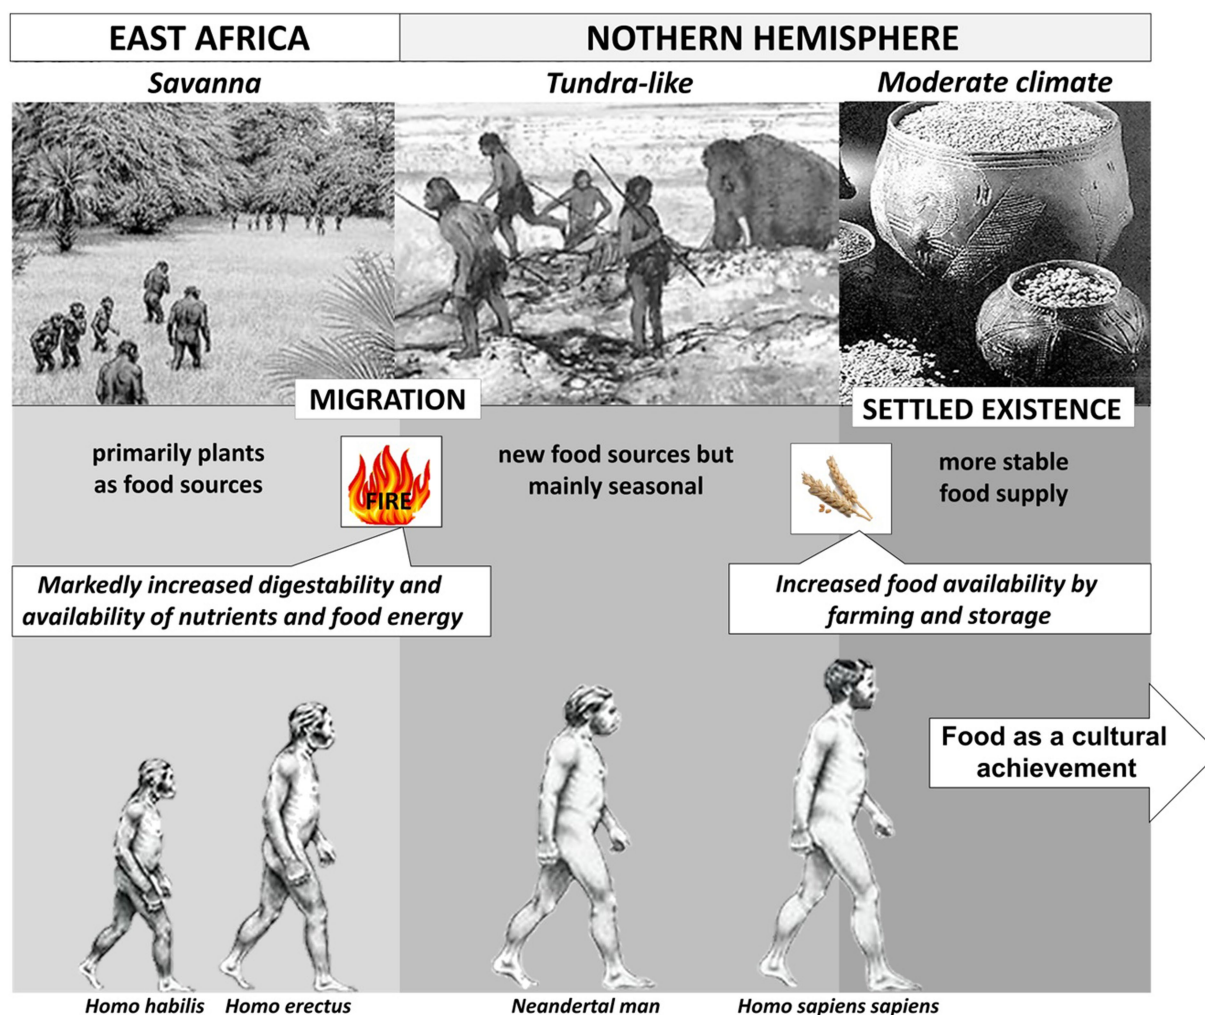 EAST AFRICA
NOTHERN HEMISPHERE
Savanna
Tundra-like
Moderate climate
MIGRATION
SETTLED EXISTENCE
primarily plants
as food sources
FIRE
new food sources but
mainly seasonal
more stable
food supply
Markedly increased digestability and
availability of nutrients and food energy
Increased food availability by
farming and storage
Food as a cultural
achievement
Homo habilis
Homo erectus
Neandertal man
Homo sapiens sapiens